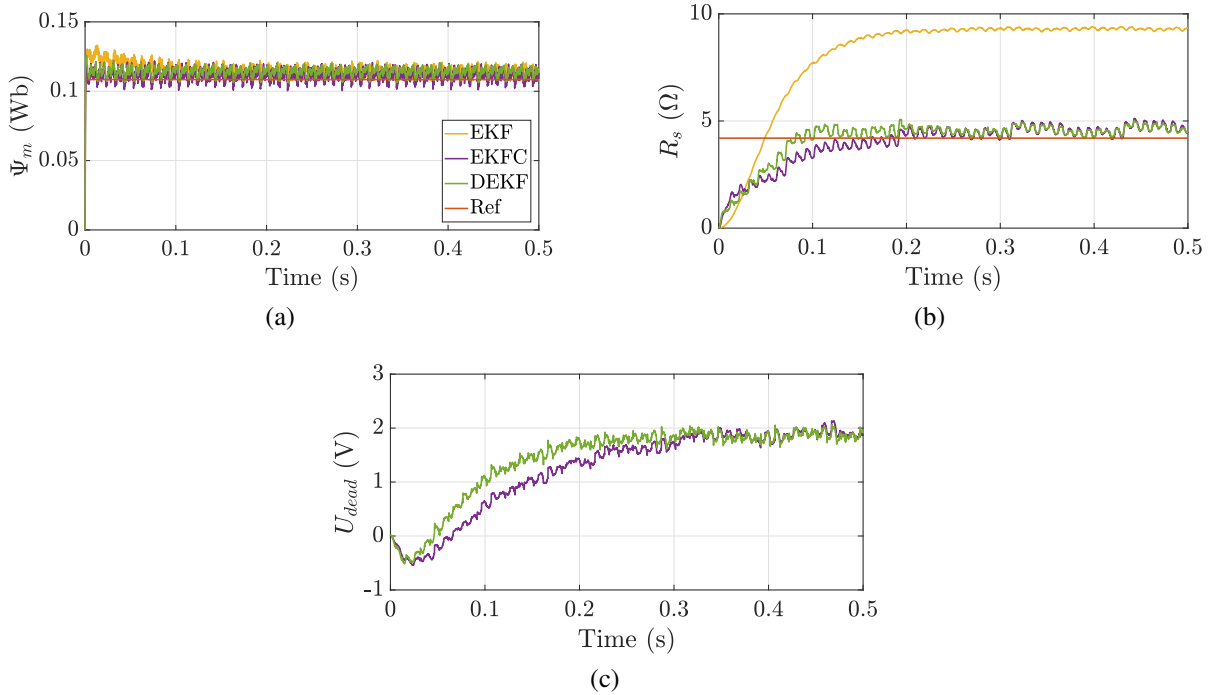 0.15
0.1
0.05
0
Ψm (Wb)
EKF
EKFC
DEKF
Ref
0 0.1 0.2 0.3 0.4 0.5
Time (s)
(a)
10
5
0
Rs (Ω)
0 0.1 0.2 0.3 0.4 0.5
Time (s)
(b)
3
2
1
0
-1
Udead (V)
0 0.1 0.2 0.3 0.4 0.5
Time (s)
(c)